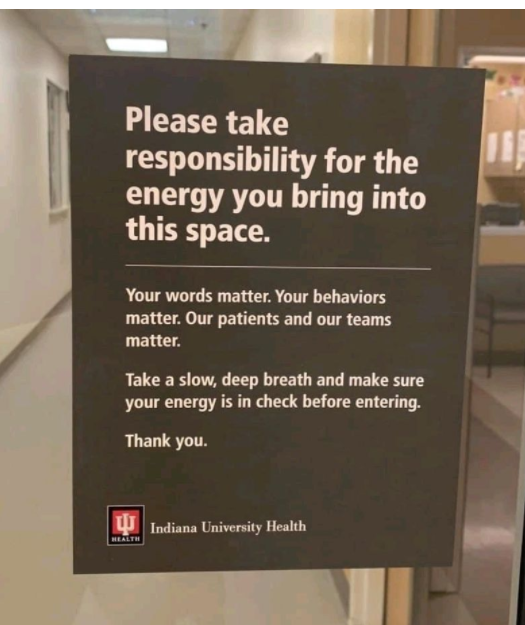 Please take
responsibility for the
energy you bring into
this space.
Your words matter. Your behaviors
matter. Our patients and our teams
matter.
Take a slow, deep breath and make sure
your energy is in check before entering.
Thank you.
HEALTH
Indiana University Health